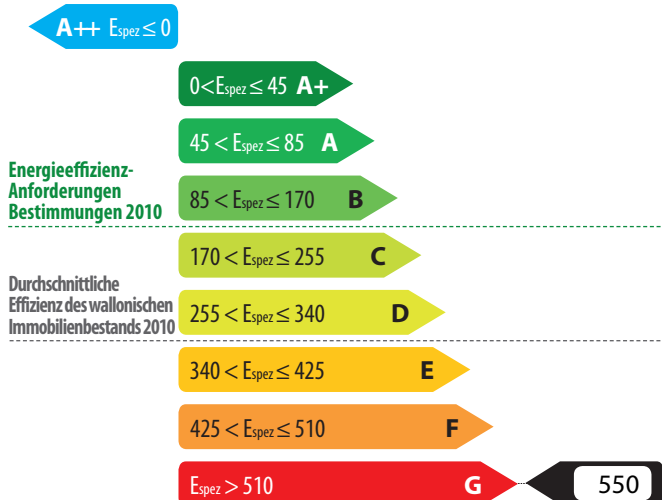 A++ Espez ≤ 0
0<Espez ≤ 45 A+
45 < Espez ≤ 85 A
Energieeffizienz-
Anforderungen
Bestimmungen 2010
85 < Espez ≤ 170 B
170 < Espez ≤ 255 C
Durchschnittliche
Effizienz des wallonischen
Immobilienbestands 2010
255 < Espez ≤ 340 D
340 < Espez ≤ 425 E
425 < Espez ≤ 510 F
Espez > 510 G
550